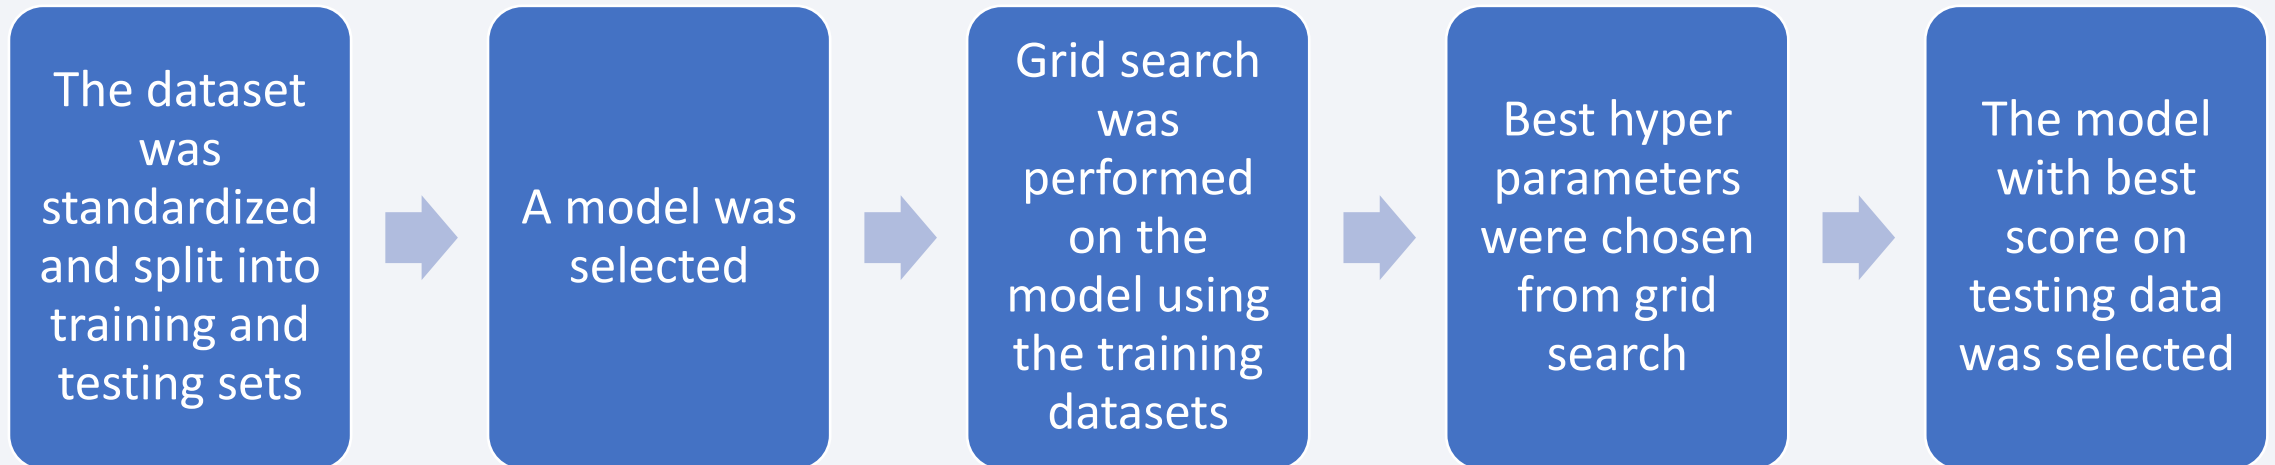 The dataset
was
standardized
and split into
training and
testing sets
A model was
selected
Grid search
was
performed
on the
model using
the training
datasets
Best hyper
parameters
were chosen
from grid
search
The model
with best
score on
testing data
was selected